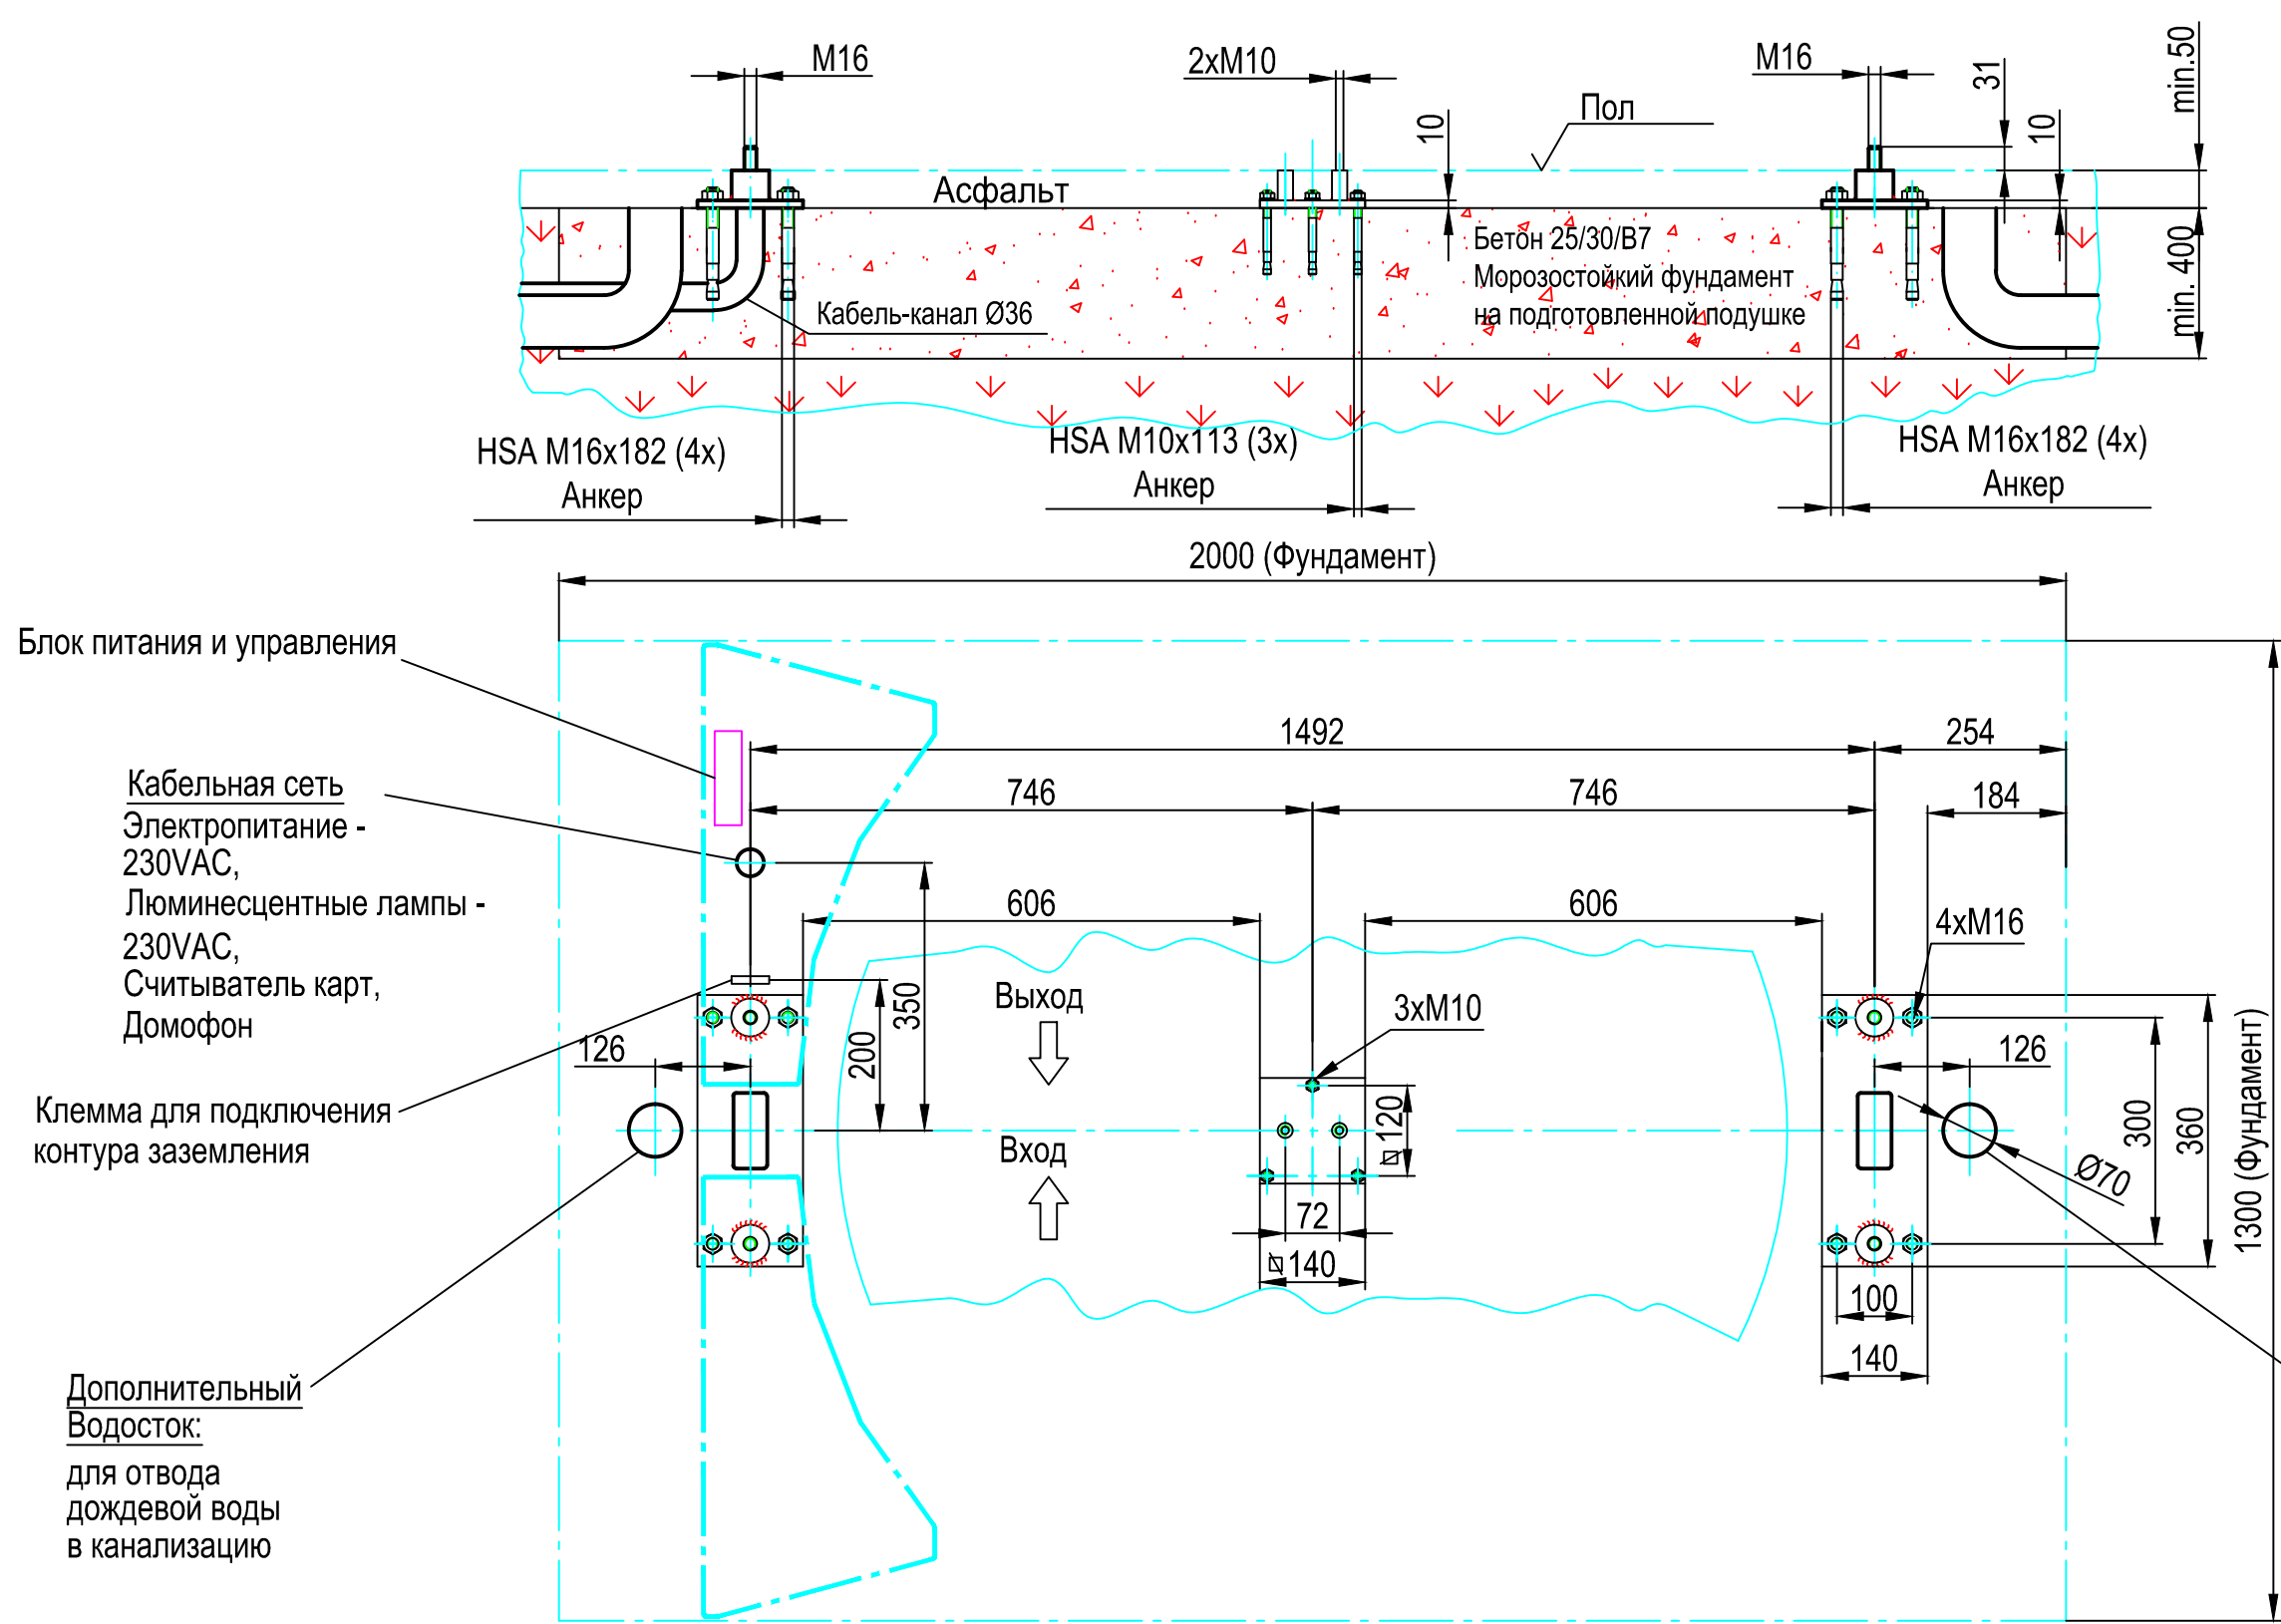 M16
2xM10
M16
31
min.50
10
Пол
10
Асфальт
Бетон 25/30/В7
Морозостойкий фундамент
на подготовленной подушке
min. 400
Кабель-канал Ø36
HSA M16x182 (4x)
Анкер
HSA M10x113 (3x)
Анкер
HSA M16x182 (4x)
Анкер
2000 (Фундамент)
Блок питания и управления
1492
254
746
746
184
Кабельная сеть
Электропитание -
230VAC,
Люминесцентные лампы -
230VAC,
Считыватель карт,
Домофон
606
606
4xM16
350
200
Выход
3xM10
126
126
Клемма для подключения
контура заземления
120
300
360
1300 (Фундамент)
Вход
Ø70
72
140
100
140
Дополнительный
Водосток:
для отвода
дождевой воды
в канализацию